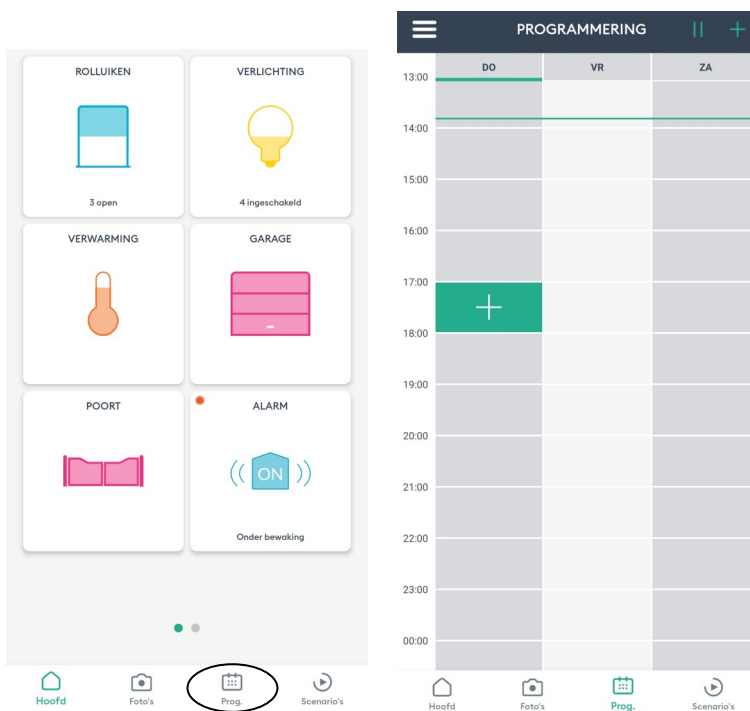 ROLLUIKEN
VERLICHTING
3 open
4 ingeschakeld
VERWARMING
GARAGE
POORT
ALARM
ON
Onder bewaking
Hoofd
Foto's
Prog.
Scenario's
PROGRAMMERING
DO
VR
ZA
13:00
14:00
15:00
16:00
17:00
18:00
19:00
20:00
21:00
22:00
23:00
00:00
Hoofd
Foto's
Prog.
Scenario's